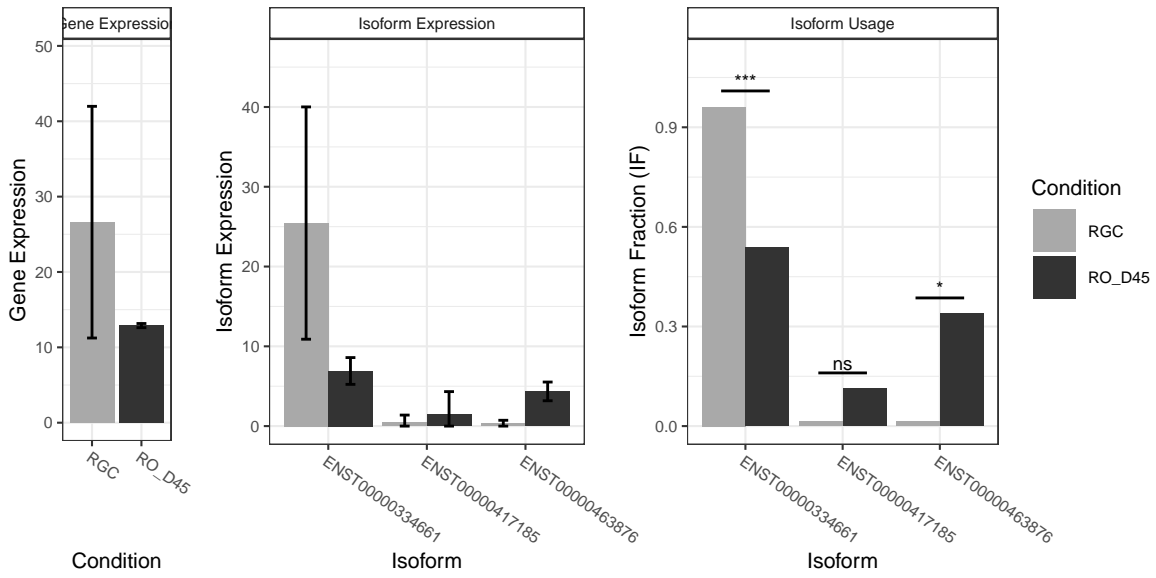 Gene Expression
Isoform Expression
Isoform Usage
Gene Expression
50
40
30
20
10
0
RGC
RO_D45
Condition
Isoform Expression
40
30
20
10
0
ENST00000334661
ENST00000417185
ENST00000463876
Isoform
Isoform Fraction (IF)
0.9
0.6
0.3
0.0
***
ns
*
ENST00000334661
ENST00000417185
ENST00000463876
Isoform
Condition
RGC
RO_D45